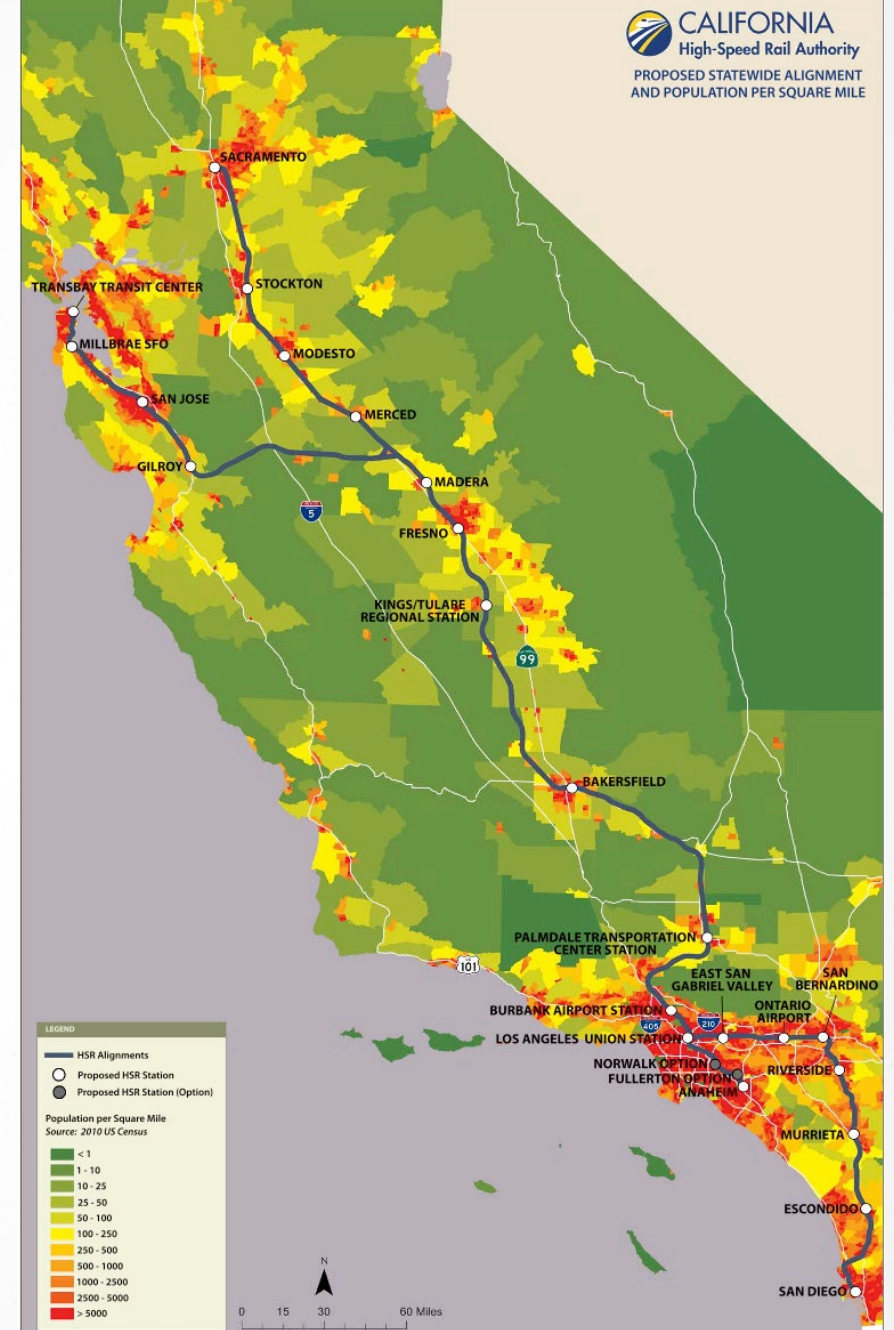 CALIFORNIA
High-Speed Rail Authority
PROPOSED STATEWIDE ALIGNMENT
AND POPULATION PER SQUARE MILE
SACRAMENTO
STOCKTON
TRANSBAY TRANSIT CENTER
MILLBRAE SFO
MODESTO
SAN JOSE
MERCED
GILROY
MADERA
5
FRESNO
KINGS/TULARE
REGIONAL STATION
99
BAKERSFIELD
PALMDALE TRANSPORTATION
CENTER STATION
101
EAST SAN
GABRIEL VALLEY
SAN
BERNARDINO
ONTARIO
AIRPORT
BURBANK AIRPORT STATION
405
210
LOS ANGELES UNION STATION
NORWALK OPTION
FULLERTON OPTION
ANAHEIM
RIVERSIDE
MURRIETA
ESCONDIDO
SAN DIEGO
LEGEND
HSR Alignments
Proposed HSR Station
Proposed HSR Station (Option)
Population per Square Mile
Source: 2010 US Census
< 1
1 - 10
10 - 25
25 - 50
50 - 100
100 - 250
250 - 500
500 - 1000
1000 - 2500
2500 - 5000
> 5000
N
0 15 30 60 Miles